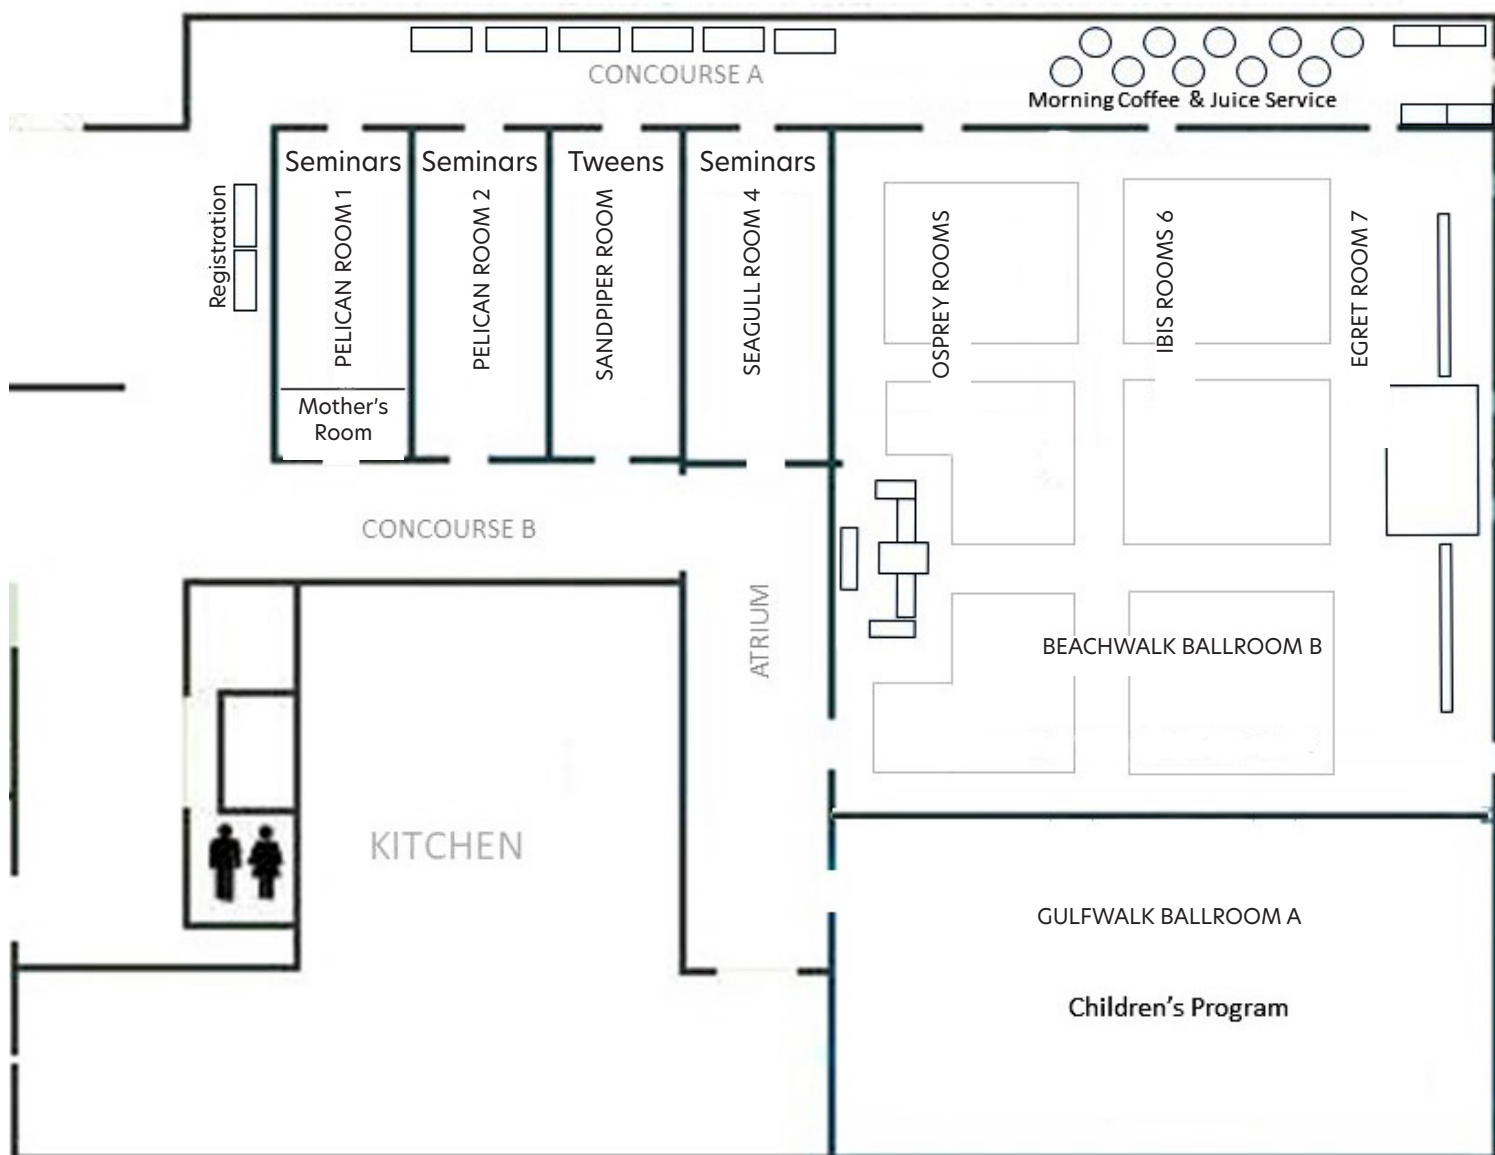 CONCOURSE A
Morning Coffee & Juice Service
Seminars
Seminars
Tweens
Seminars
Registration
PELICAN ROOM 1
PELICAN ROOM 2
SANDPIPER ROOM
SEAGULL ROOM 4
OSPREY ROOMS
IBIS ROOMS 6
EGRET ROOM 7
Mother's
Room
CONCOURSE B
ATRIUM
BEACHWALK BALLROOM B
KITCHEN
GULFWALK BALLROOM A
Children's Program